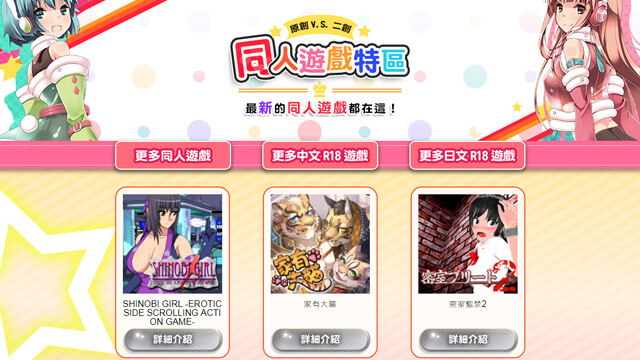 原創 V.S. 二創
同人遊戲特區
最新的同人遊戲都在這！
更多同人遊戲
更多中文 R18 遊戲
更多日文 R18 遊戲
SHINOBI GIRL
SHINOBI GIRL -EROTIC
SIDE SCROLLING ACTI
ON GAME-
詳細介紹
家有大貓
家有大貓
詳細介紹
密室フリート
密室監禁2
詳細介紹